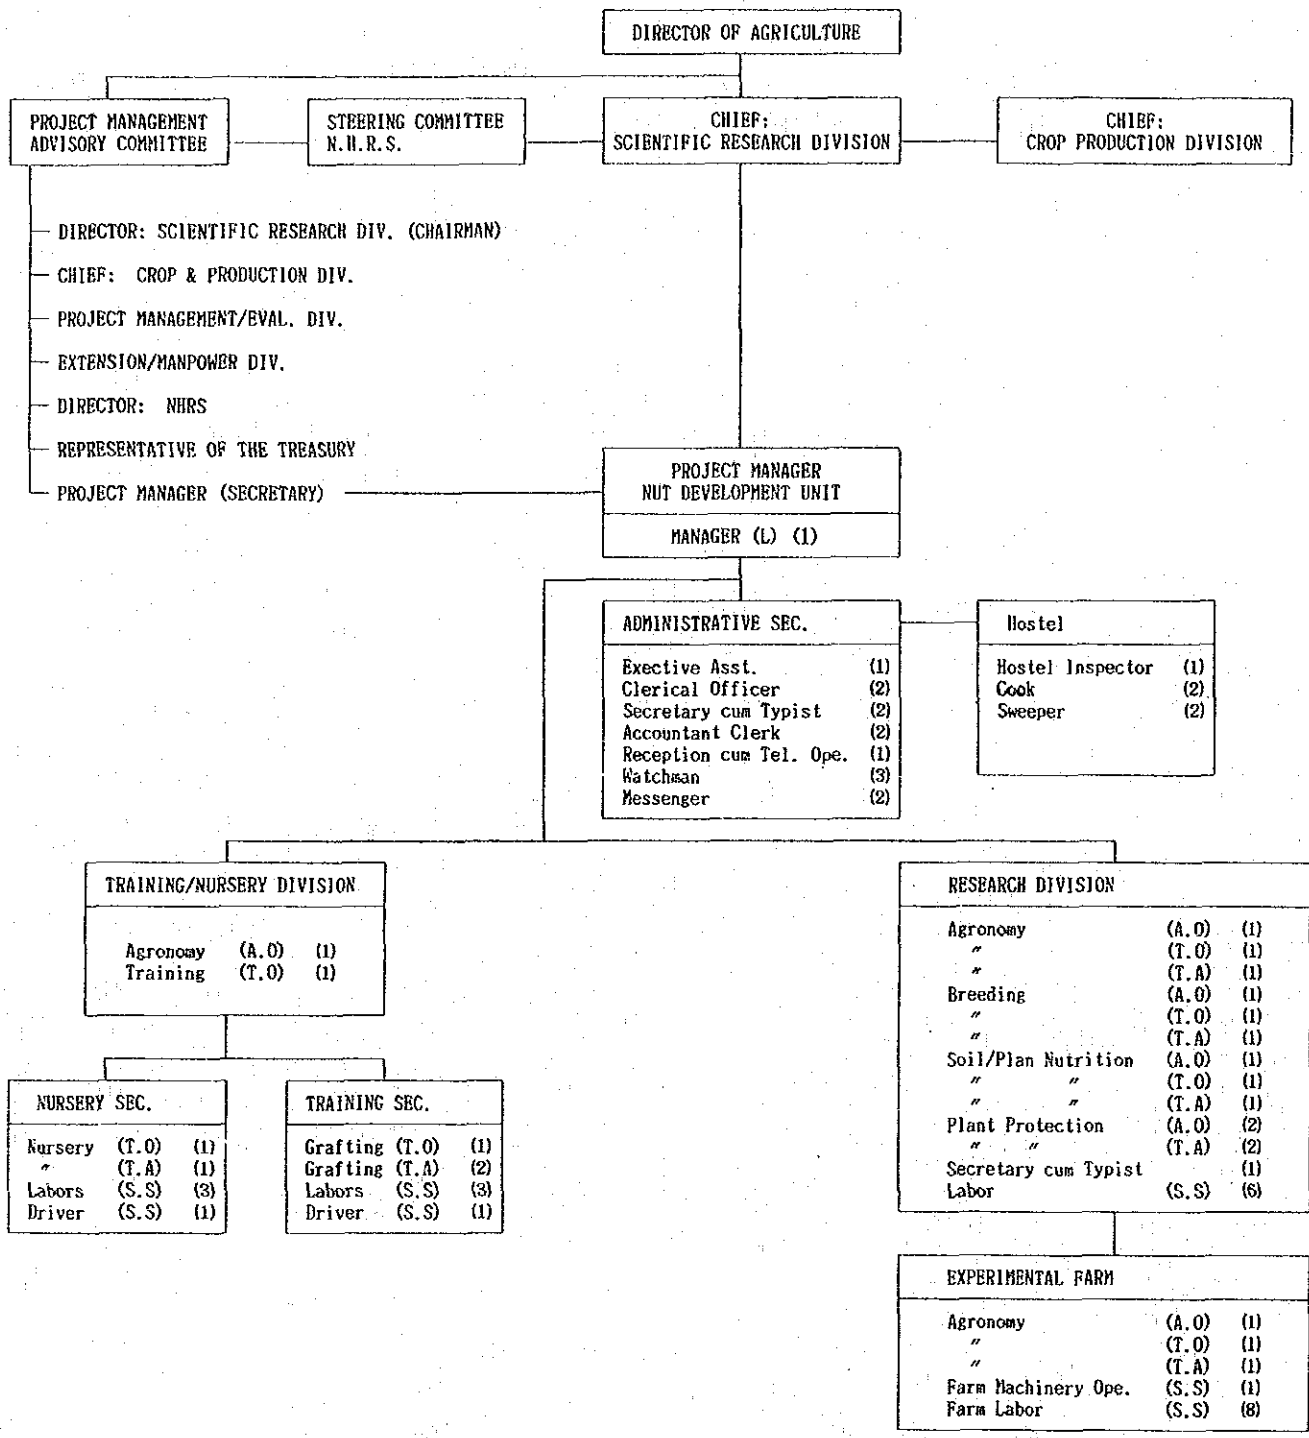 DIRECTOR OF AGRICULTURE
PROJECT MANAGEMENT
ADVISORY COMMITTEE
STEERING COMMITTEE
N.H.R.S.
CHIEF:
SCIENTIFIC RESEARCH DIVISION
CHIEF:
CROP PRODUCTION DIVISION
DIRECTOR: SCIENTIFIC RESEARCH DIV. (CHAIRMAN)
CHIEF: CROP & PRODUCTION DIV.
PROJECT MANAGEMENT/EVAL. DIV.
EXTENSION/MANPOWER DIV.
DIRECTOR: NHRS
REPRESENTATIVE OF THE TREASURY
PROJECT MANAGER (SECRETARY)
PROJECT MANAGER
NUT DEVELOPMENT UNIT
MANAGER (L) (1)
ADMINISTRATIVE SEC.
Exective Asst. (1)
Clerical Officer (2)
Secretary cum Typist (2)
Accountant Clerk (2)
Reception cum Tel. Ope. (1)
Watchman (3)
Messenger (2)
Hostel
Hostel Inspector (1)
Cook (2)
Sweeper (2)
TRAINING/NURSERY DIVISION
Agronomy (A.O) (1)
Training (T.O) (1)
NURSERY SEC.
Nursery (T.O) (1)
" (T.A) (1)
Labors (S.S) (3)
Driver (S.S) (1)
TRAINING SEC.
Grafting (T.O) (1)
Grafting (T.A) (2)
Labors (S.S) (3)
Driver (S.S) (1)
RESEARCH DIVISION
Agronomy (A.O) (1)
" (T.O) (1)
" (T.A) (1)
Breeding (A.O) (1)
" (T.O) (1)
" (T.A) (1)
Soil/Plan Nutrition (A.O) (1)
" " (T.O) (1)
" " (T.A) (1)
Plant Protection (A.O) (2)
" " (T.A) (2)
Secretary cum Typist (1)
Labor (S.S) (6)
EXPERIMENTAL FARM
Agronomy (A.O) (1)
" (T.O) (1)
" (T.A) (1)
Farm Machinery Ope. (S.S) (1)
Farm Labor (S.S) (8)